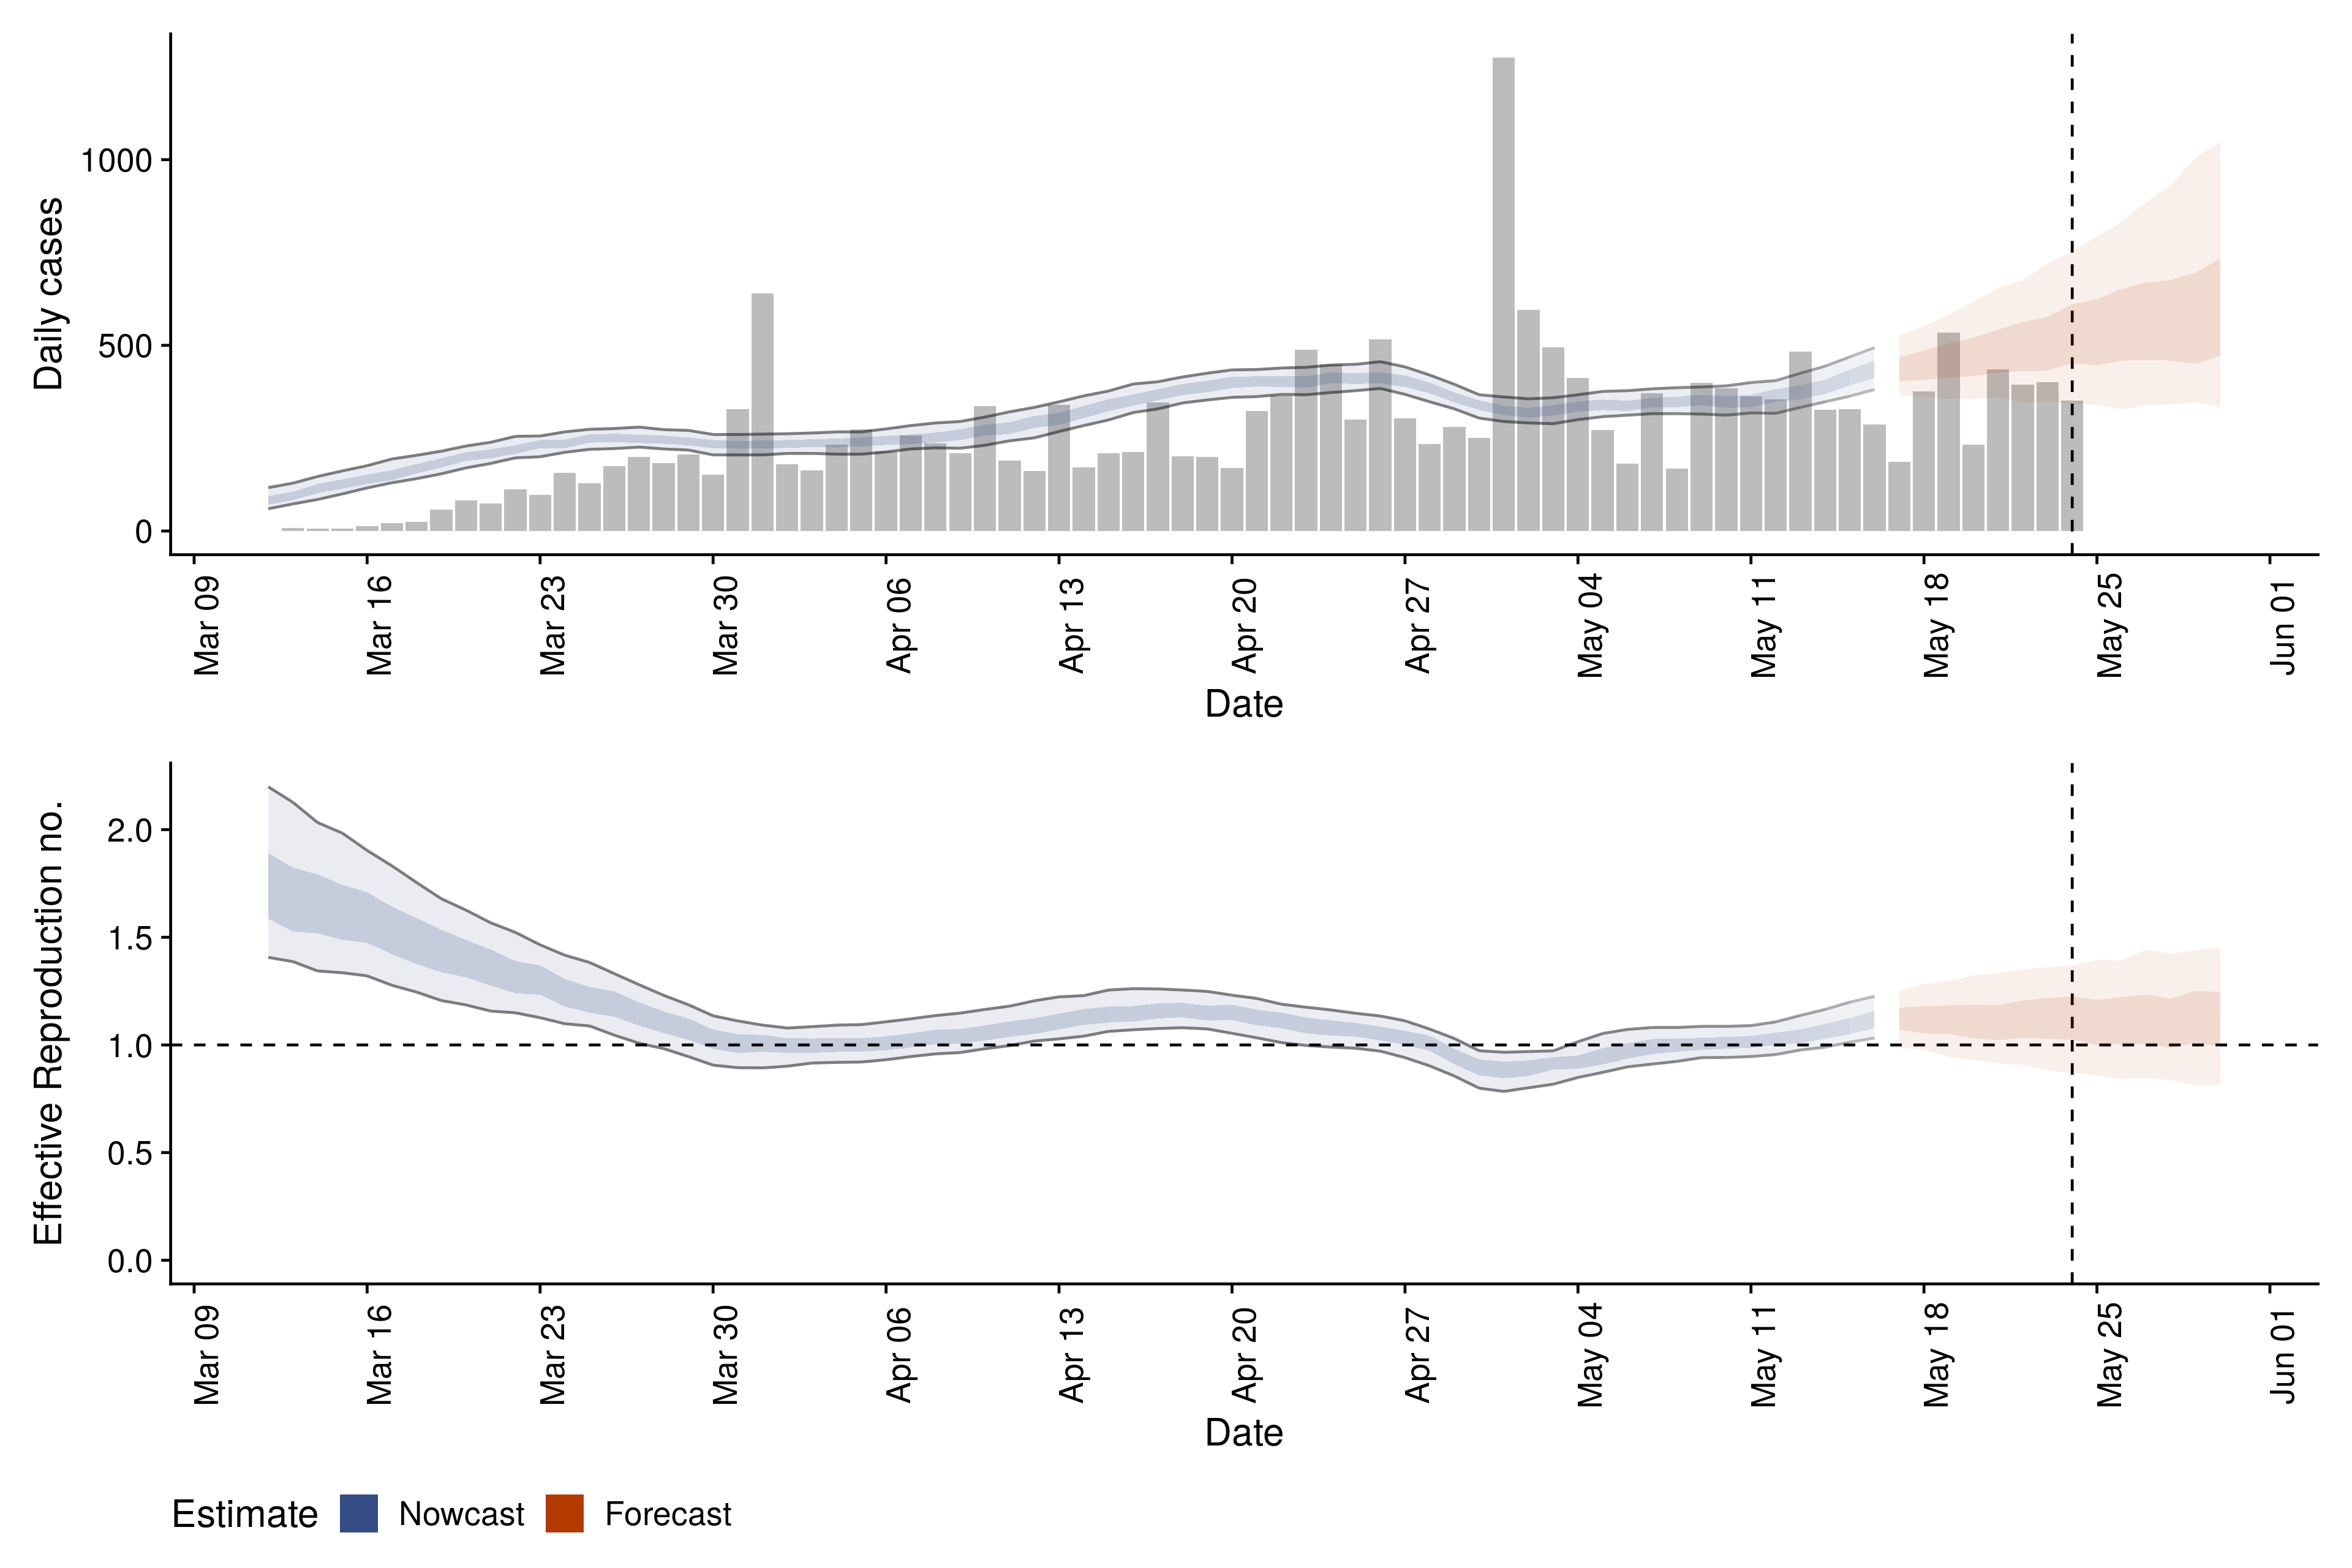 Daily cases
1000
500
0
Mar 09 Mar 16 Mar 23 Mar 30 Apr 06 Apr 13 Apr 20 Apr 27 May 04 May 11 May 18 May 25 Jun 01
Date
Effective Reproduction no.
2.0
1.5
1.0
0.5
0.0
Mar 09 Mar 16 Mar 23 Mar 30 Apr 06 Apr 13 Apr 20 Apr 27 May 04 May 11 May 18 May 25 Jun 01
Date
Estimate Nowcast Forecast